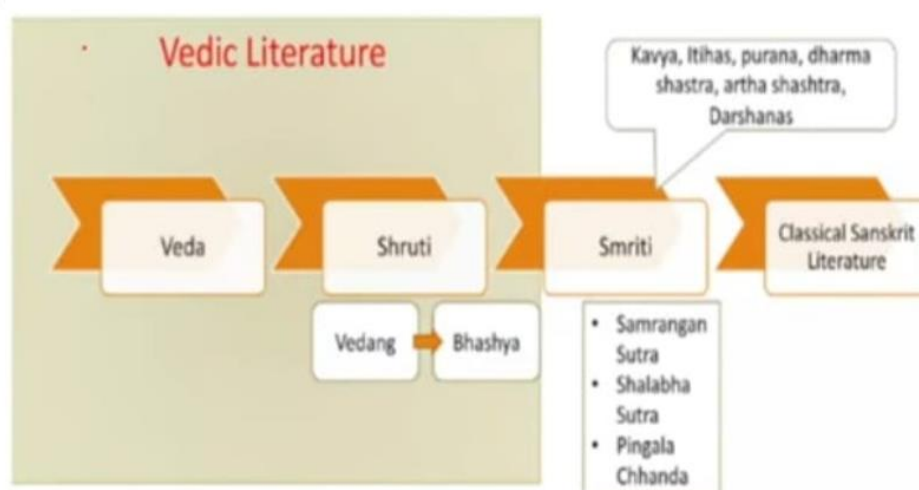 Vedic Literature
Kavya, Itihas, purana, dharma
shastra, artha shashtra,
Darshanas
Veda
Shruti
Smriti
Classical Sanskrit
Literature
Vedang
Bhashya
• Samrangan
Sutra
• Shalabha
Sutra
• Pingala
Chhanda